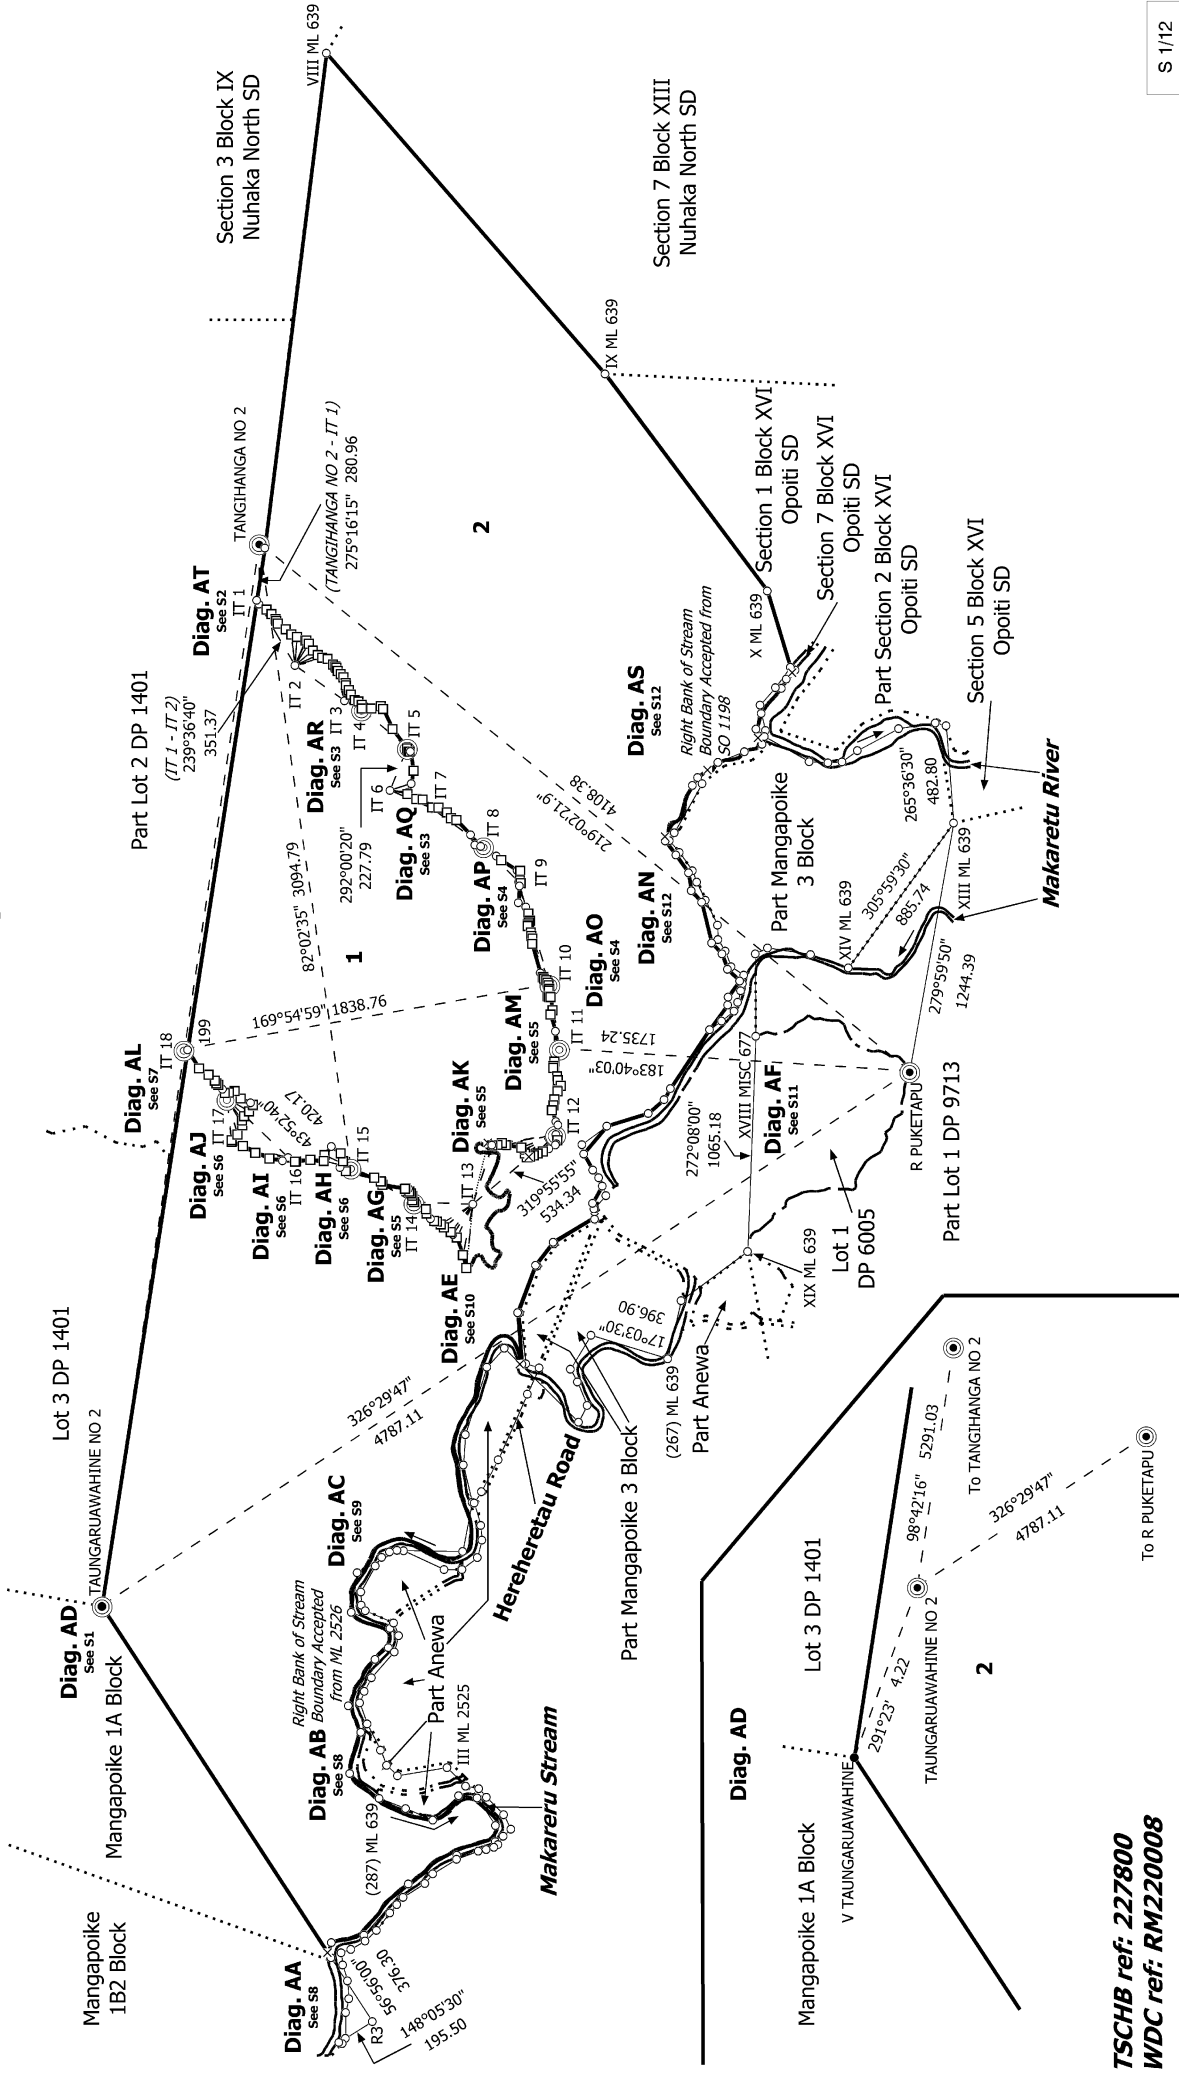 Mangapoike
1B2 Block
Mangapoike 1A Block
Diag. AD
See S1
TAUNGARUAWAHINE NO 2
Lot 3 DP 1401
Diag. AL
See S7
IT 18
199
Part Lot 2 DP 1401
(IT 1 - IT 2)
239°36'40"
351.37
Diag. AT
See S2
IT 1
TANGIHANGA NO 2
(TANGIHANGA NO 2 - IT 1)
275°16'15" 280.96
Section 3 Block IX
Nuhaka North SD
VIII ML 639
Section 7 Block XIII
Nuhaka North SD
IX ML 639
2
1
82°02'35" 3094.79
169°54'59" 1838.76
IT 2
Diag. AR
See S3
IT 3
IT 4
IT 5
292°00'20"
227.79
IT 6
IT 7
Diag. AQ
See S3
IT 8
Diag. AP
See S4
IT 9
IT 10
Diag. AO
See S4
Diag. AM
See S5
IT 11
183°40'03"
1735.24
219°02'21.9"
4108.38
Diag. AJ
See S6
IT 17
43°52'40"
420.17
Diag. AI
See S6
IT 16
Diag. AH
See S6
IT 15
Diag. AG
See S5
IT 14
Diag. AK
See S5
IT 13
IT 12
319°55'55"
534.34
Diag. AE
See S10
326°29'47"
4787.11
Diag. AN
See S12
Diag. AS
See S12
Right Bank of Stream
Boundary Accepted from
SO 1198
X ML 639
Section 1 Block XVI
Opoiti SD
Section 7 Block XVI
Opoiti SD
Part Section 2 Block XVI
Opoiti SD
Section 5 Block XVI
Opoiti SD
Part Mangapoike
3 Block
265°36'30"
482.80
305°59'30"
885.74
XIII ML 639
XIV ML 639
279°59'50"
1244.39
Makaretu River
XVIII MISC 677
272°08'00"
1065.18
Diag. AF
See S11
R PUKETAPU
Part Lot 1 DP 9713
Lot 1
DP 6005
XIX ML 639
396.90
17°03'30"
(267) ML 639
Part Anewa
Part Mangapoike 3 Block
Hereheretau Road
Diag. AC
See S9
Right Bank of Stream
Boundary Accepted
from ML 2526
Part Anewa
III ML 2525
Diag. AB
See S8
(287) ML 639
Makareru Stream
Diag. AA
See S8
R3
56°56'00"
376.30
148°05'30"
195.50
Diag. AD
Mangapoike 1A Block
V TAUNGARUAWAHINE
Lot 3 DP 1401
291°23' 4.22
TAUNGARUAWAHINE NO 2
98°42'16" 5291.03
To TANGIHANGA NO 2
326°29'47"
4787.11
To R PUKETAPU
2
TSCHB ref: 227800
WDC ref: RM220008
S 1/12